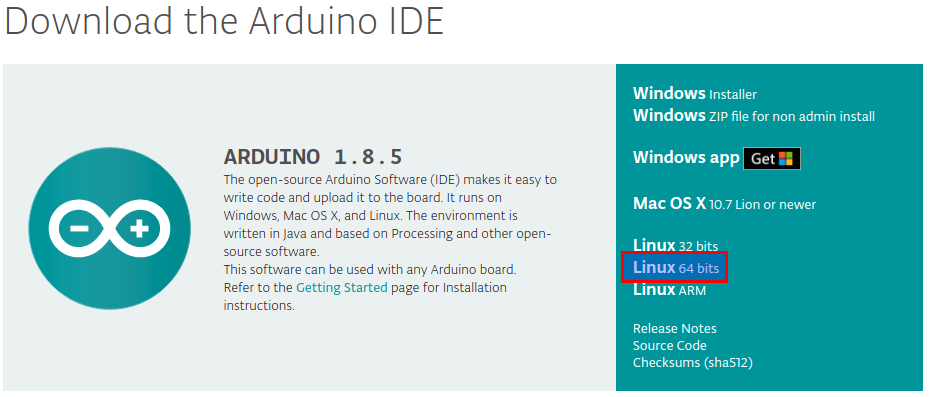 Download the Arduino IDE
ARDUINO 1.8.5
The open-source Arduino Software (IDE) makes it easy to
write code and upload it to the board. It runs on
Windows, Mac OS X, and Linux. The environment is
written in Java and based on Processing and other open-
source software.
This software can be used with any Arduino board.
Refer to the Getting Started page for Installation
instructions.
Windows Installer
Windows ZIP file for non admin install
Windows app Get
Mac OS X 10.7 Lion or newer
Linux 32 bits
Linux 64 bits
Linux ARM
Release Notes
Source Code
Checksums (sha512)